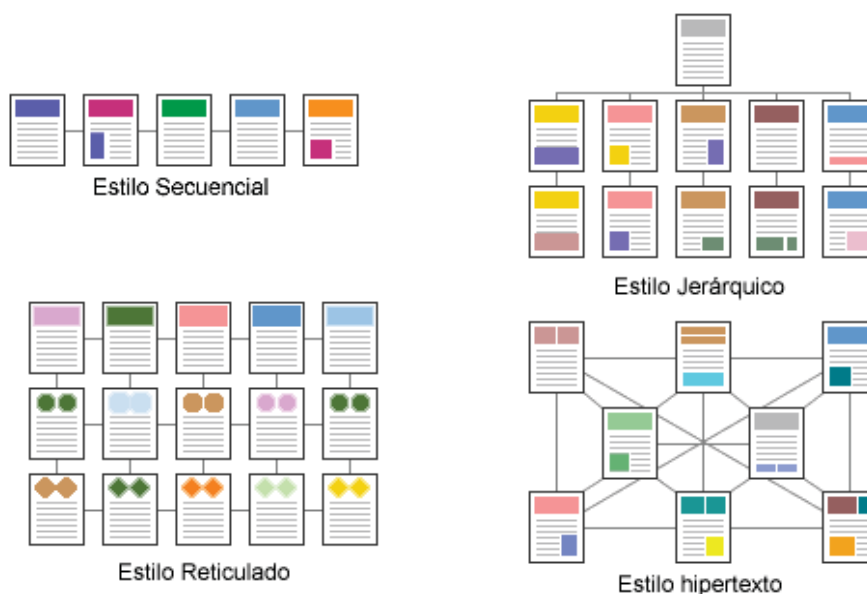 Estilo Secuencial
Estilo Jerárquico
Estilo Reticulado
Estilo hipertexto